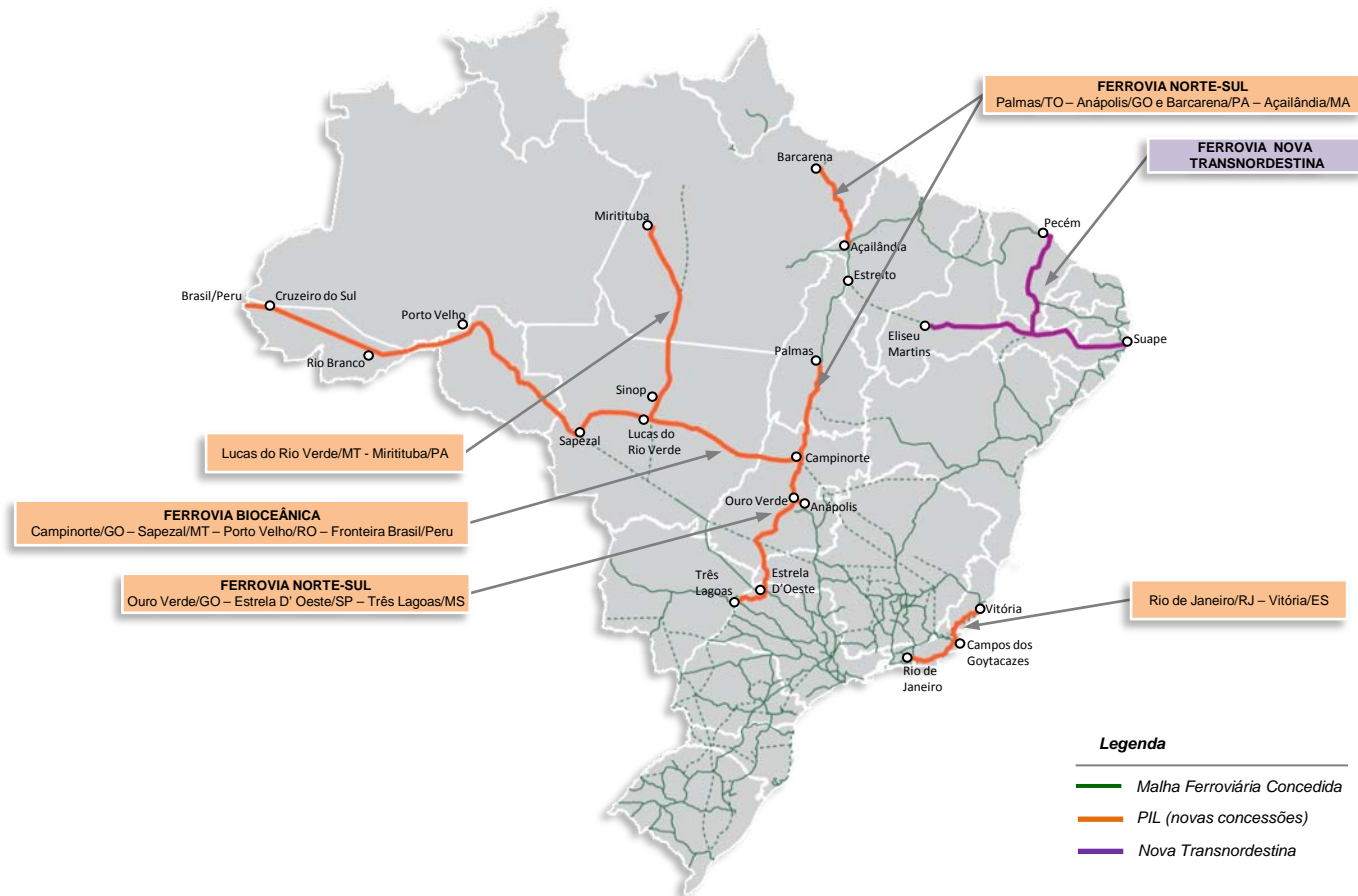 FERROVIA NORTE-SUL
Palmas/TO – Anápolis/GO e Barcarena/PA – Açailândia/MA
FERROVIA NOVA
TRANSNORDESTINA
Barcarena
Miritituba
Pecém
Açailândia
Estreito
Brasil/Peru
Cruzeiro do Sul
Porto Velho
Eliseu
Martins
Suape
Rio Branco
Palmas
Sinop
Lucas do
Rio Verde
Sapezal
Lucas do Rio Verde/MT - Miritituba/PA
Campinorte
Ouro Verde
Anápolis
FERROVIA BIOCEÂNICA
Campinorte/GO – Sapezal/MT – Porto Velho/RO – Fronteira Brasil/Peru
FERROVIA NORTE-SUL
Ouro Verde/GO – Estrela D' Oeste/SP – Três Lagoas/MS
Três
Lagoas
Estrela
D'Oeste
Vitória
Rio de Janeiro/RJ – Vitória/ES
Campos dos
Goytacazes
Rio de
Janeiro
Legenda
Malha Ferroviária Concedida
PIL (novas concessões)
Nova Transnordestina